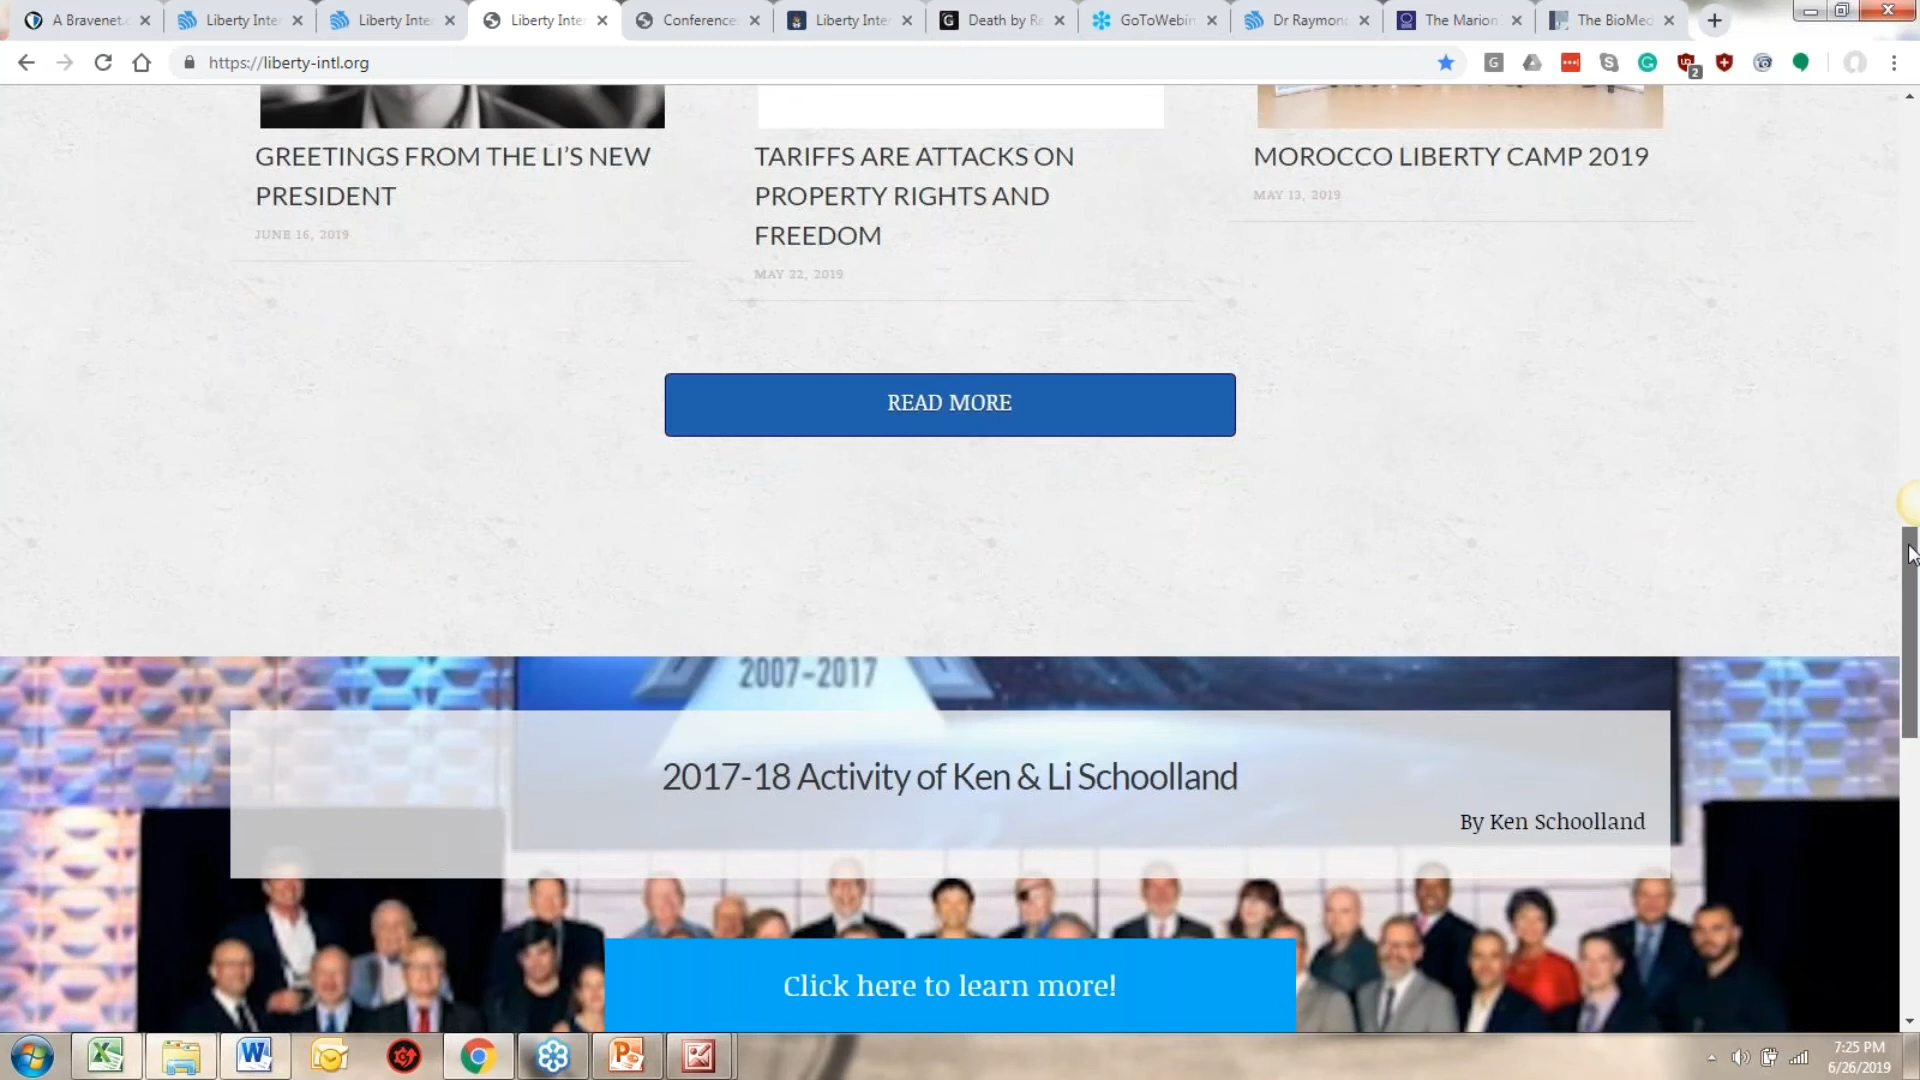 A Bravenet.c
Liberty Inte
Liberty Inte
Liberty Inte
Conference
Liberty Inte
Death by R
GoToWebin
Dr Raymon
The Marion
The BioMed
https://liberty-intl.org
2
GREETINGS FROM THE LI’S NEW
PRESIDENT
JUNE 16, 2019
TARIFFS ARE ATTACKS ON
PROPERTY RIGHTS AND
FREEDOM
MAY 22, 2019
MOROCCO LIBERTY CAMP 2019
MAY 13, 2019
READ MORE
2007-2017
2017-18 Activity of Ken & Li Schoolland
By Ken Schoolland
Click here to learn more!
7:25 PM
6/26/2019